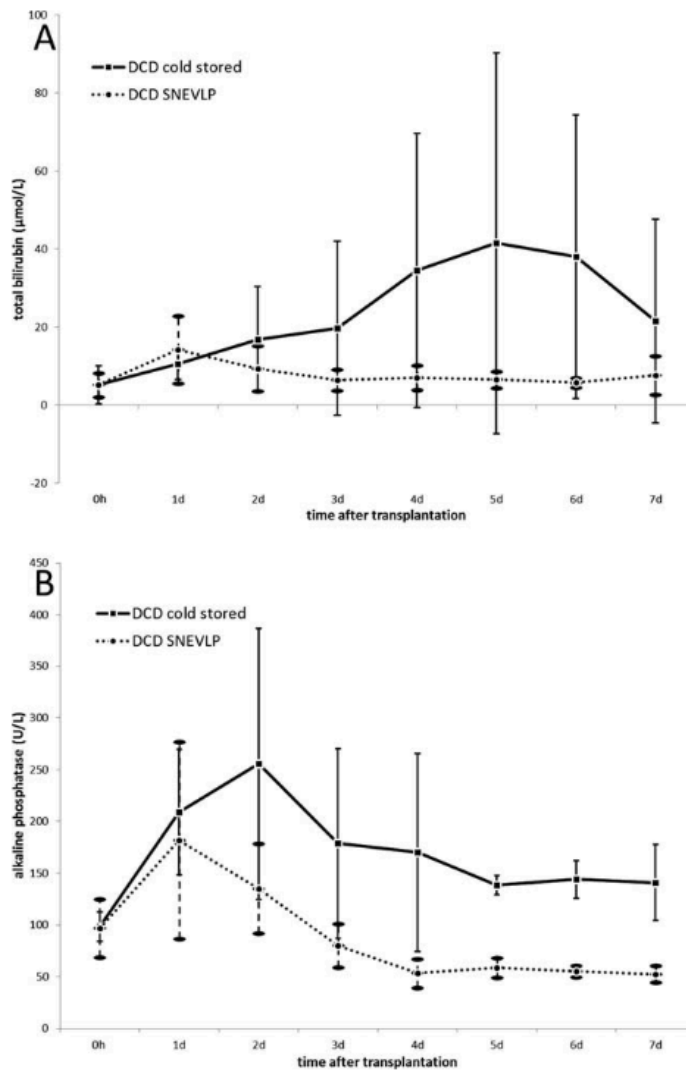 A
DCD cold stored
DCD SNEVLP
total bilirubin (µmol/L)
100
80
60
40
20
0
-20
0h 1d 2d 3d 4d 5d 6d 7d
time after transplantation
B
DCD cold stored
DCD SNEVLP
alkaline phosphatase (U/L)
450
400
350
300
250
200
150
100
50
0
0h 1d 2d 3d 4d 5d 6d 7d
time after transplantation